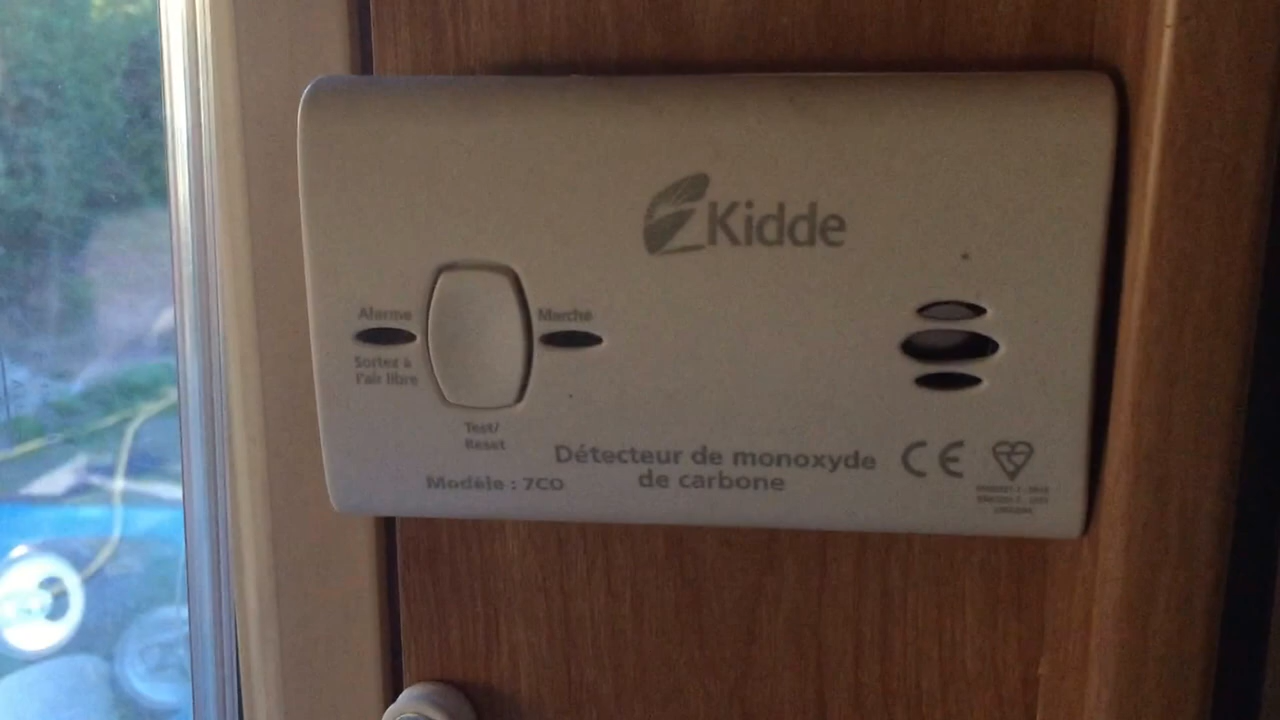 Kidde
Alarme
Marche
Sortez à
l'air libre
Test/
Reset
Détecteur de monoxyde
de carbone
Modèle : 7CO
CE